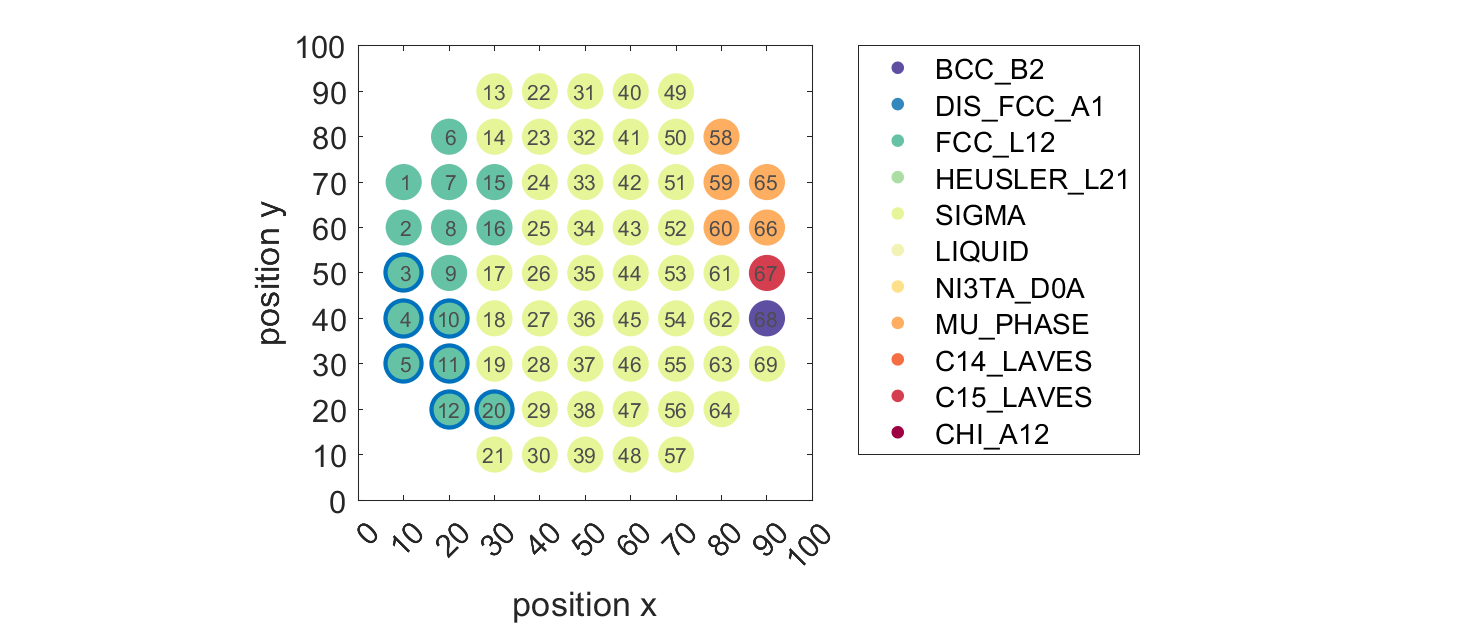 100
90
80
70
60
50
40
30
20
10
0
position y
13 22 31 40 49
6 14 23 32 41 50 58
1 7 15 24 33 42 51 59 65
2 8 16 25 34 43 52 60 66
3 9 17 26 35 44 53 61 67
4 10 18 27 36 45 54 62 68
5 11 19 28 37 46 55 63 69
12 20 29 38 47 56 64
21 30 39 48 57
0 10 20 30 40 50 60 70 80 90 100
position x
BCC_B2
DIS_FCC_A1
FCC_L12
HEUSLER_L21
SIGMA
LIQUID
NI3TA_D0A
MU_PHASE
C14_LAVES
C15_LAVES
CHI_A12